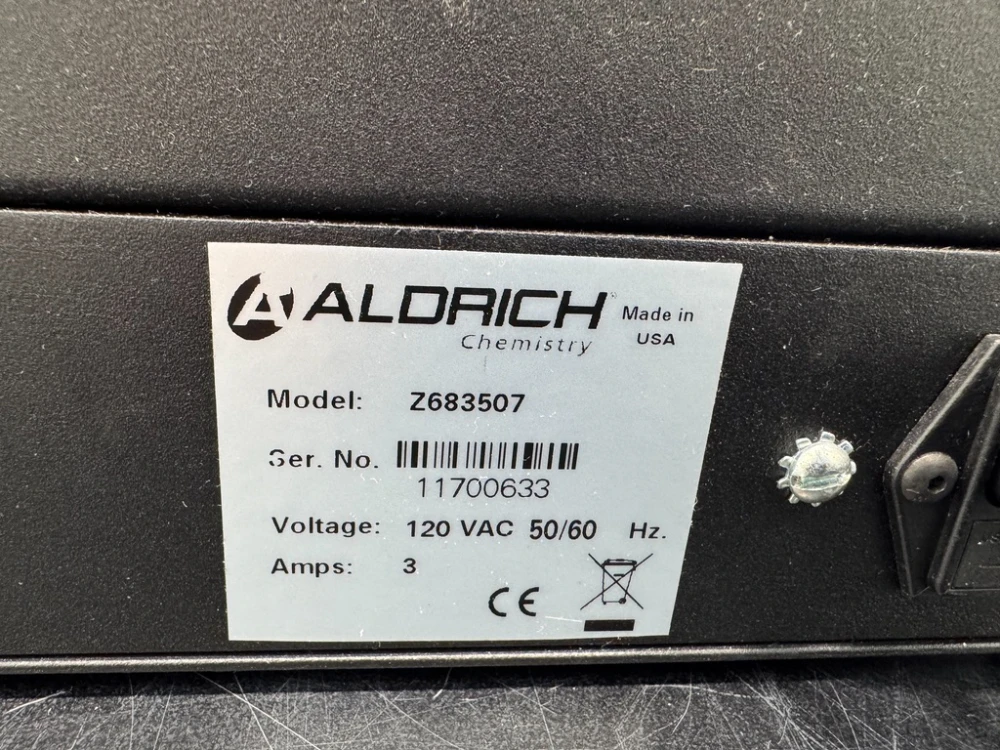 ALDRICH
Chemistry
Made in
USA
Model: Z683507
Ser. No.
11700633
Voltage: 120 VAC 50/60 Hz.
Amps: 3
CE